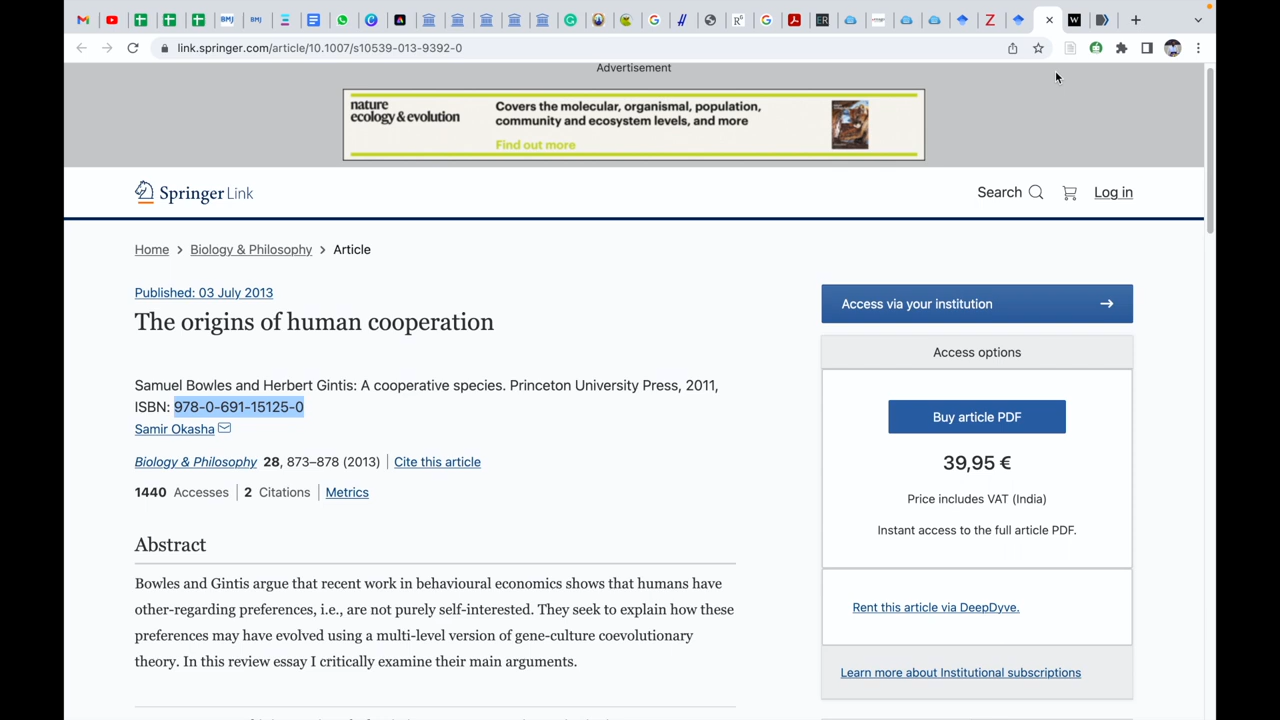 link.springer.com/article/10.1007/s10539-013-9392-0
Advertisement
nature
ecology & evolution
Covers the molecular, organismal, population,
community and ecosystem levels, and more
Find out more
Springer Link
Search
Log in
Home > Biology & Philosophy > Article
Published: 03 July 2013
The origins of human cooperation
Samuel Bowles and Herbert Gintis: A cooperative species. Princeton University Press, 2011,
ISBN: 978-0-691-15125-0
Samir Okasha
Biology & Philosophy 28, 873–878 (2013) | Cite this article
1440 Accesses | 2 Citations | Metrics
Abstract
Bowles and Gintis argue that recent work in behavioural economics shows that humans have
other-regarding preferences, i.e., are not purely self-interested. They seek to explain how these
preferences may have evolved using a multi-level version of gene-culture coevolutionary
theory. In this review essay I critically examine their main arguments.
Access via your institution →
Access options
Buy article PDF
39,95 €
Price includes VAT (India)
Instant access to the full article PDF.
Rent this article via DeepDyve.
Learn more about Institutional subscriptions